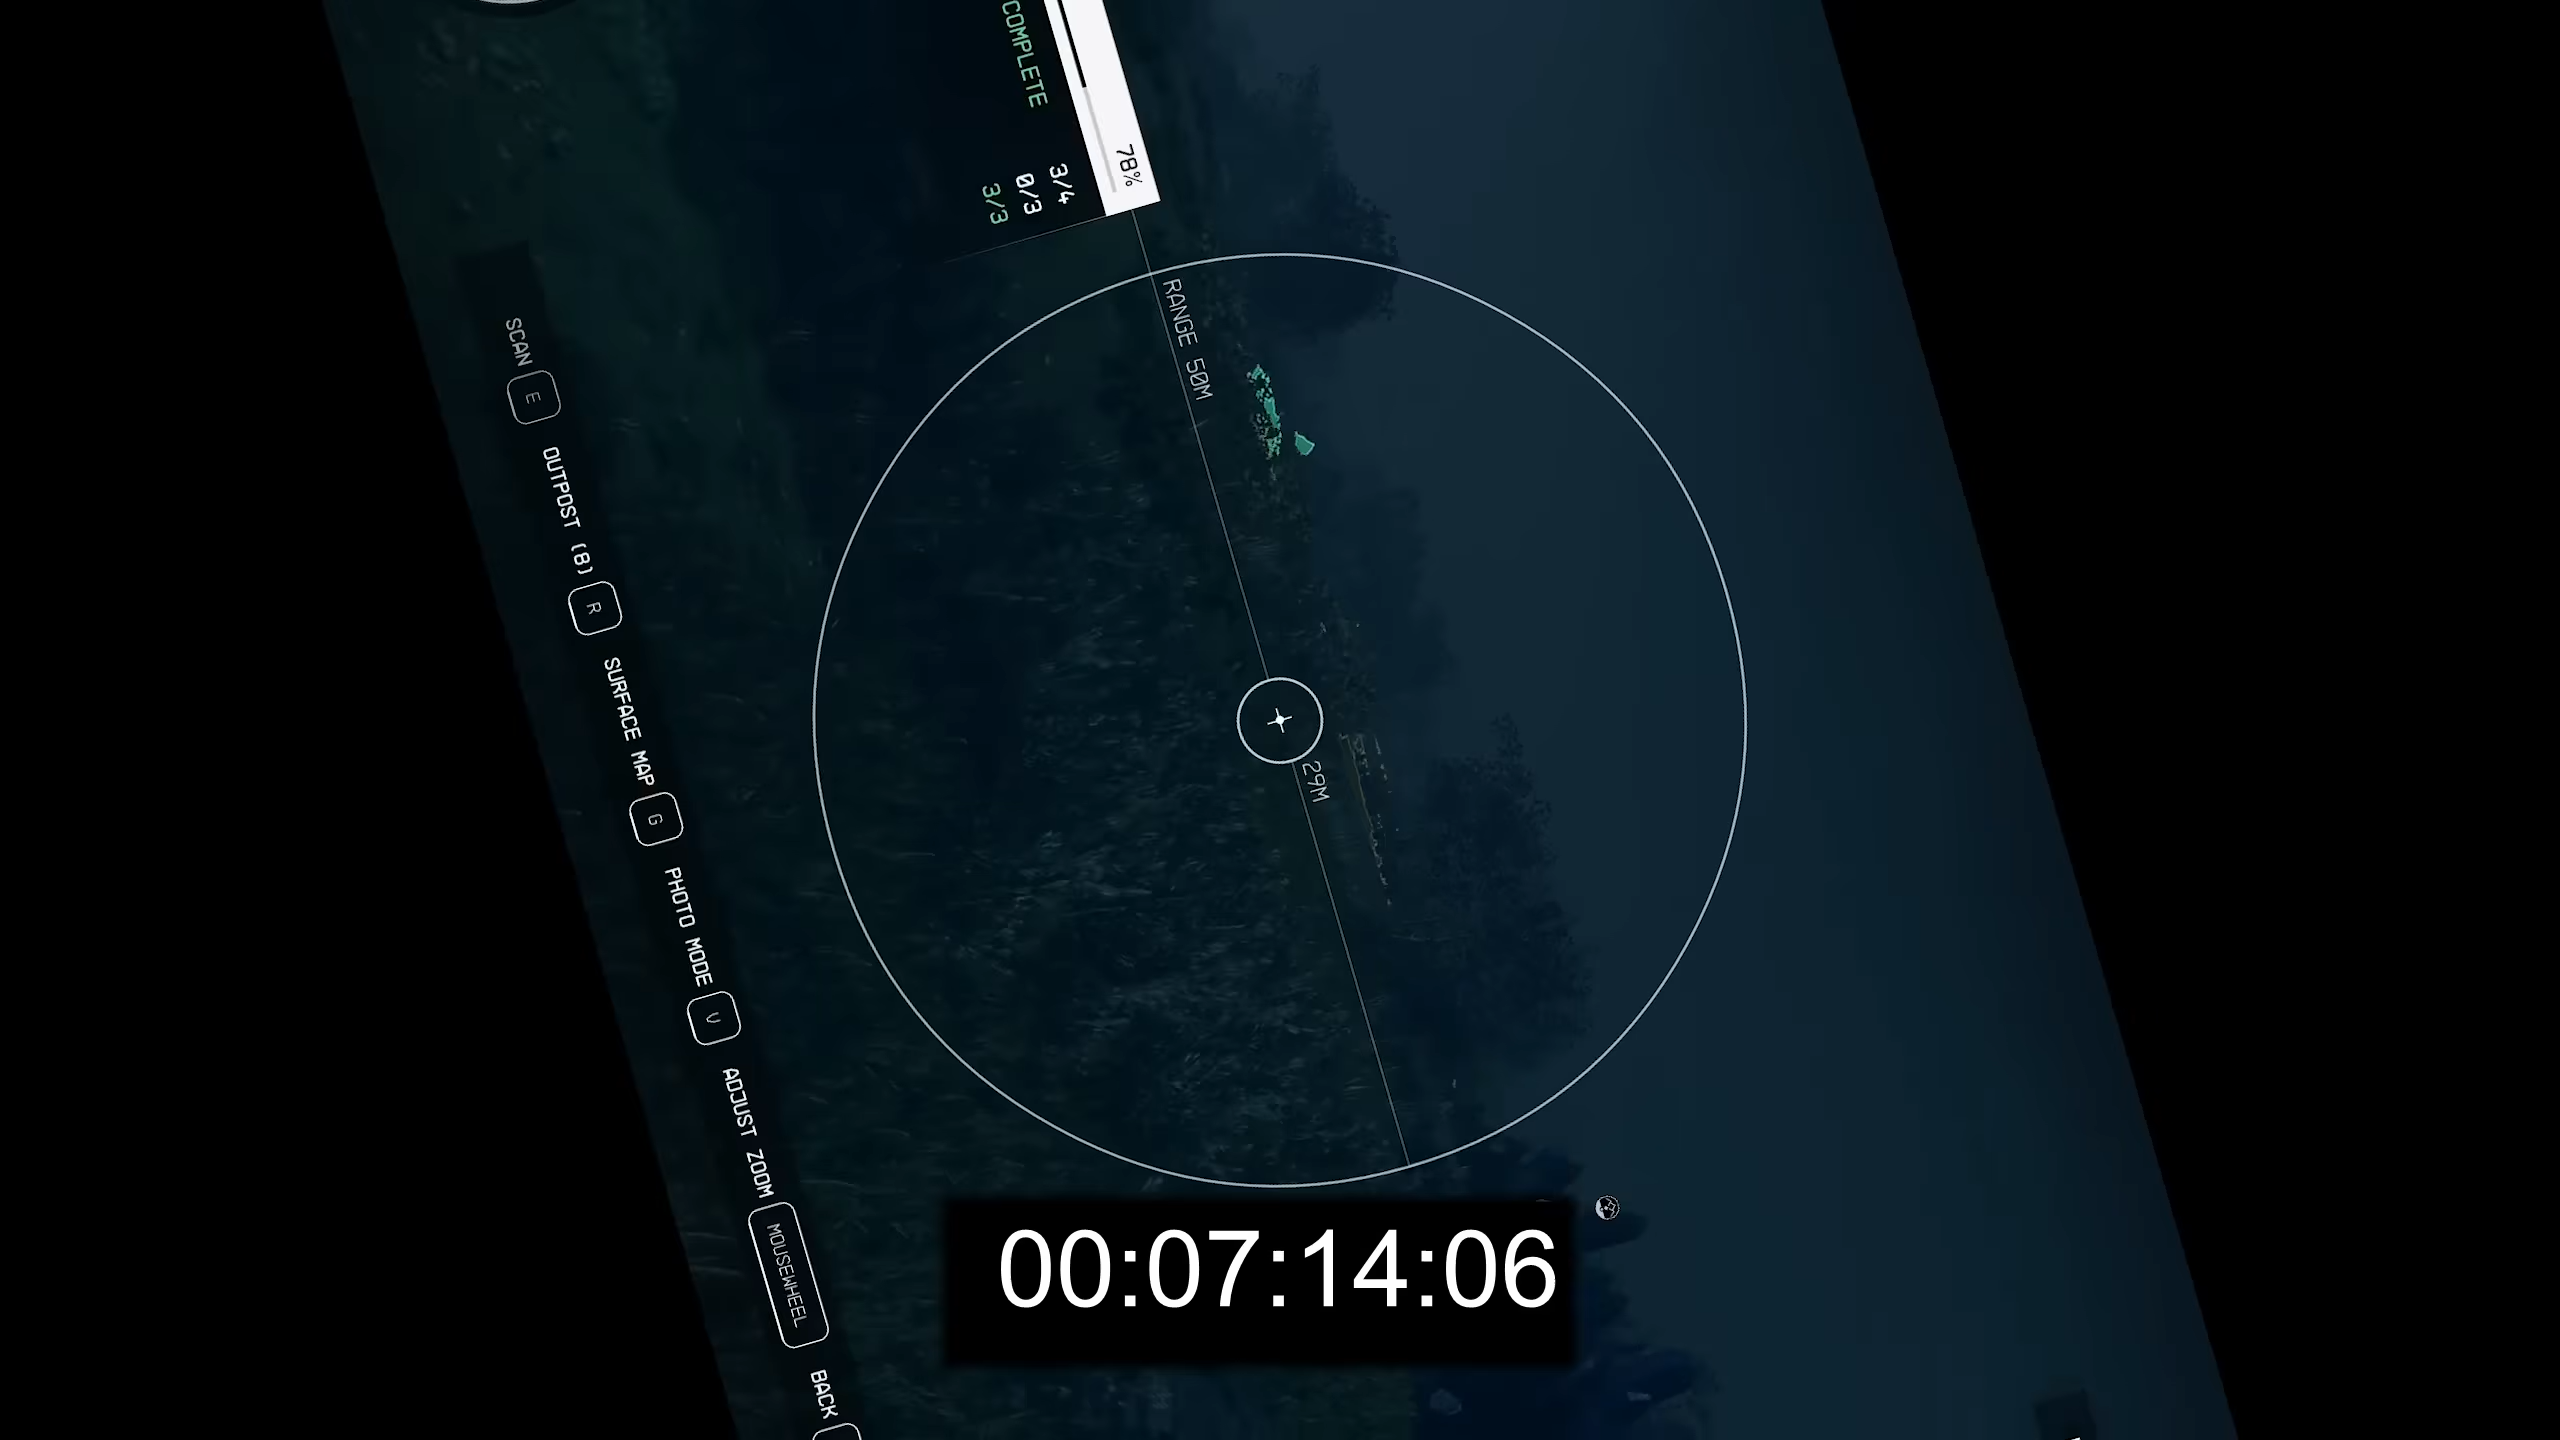 78%
3/4
0/3
COMPLETE 3/3
RANGE 50M
29M
SCAN E OUTPOST (8) R SURFACE MAP G PHOTO MODE V ADJUST ZOOM MOUSEWHEEL BACK
00:07:14:06